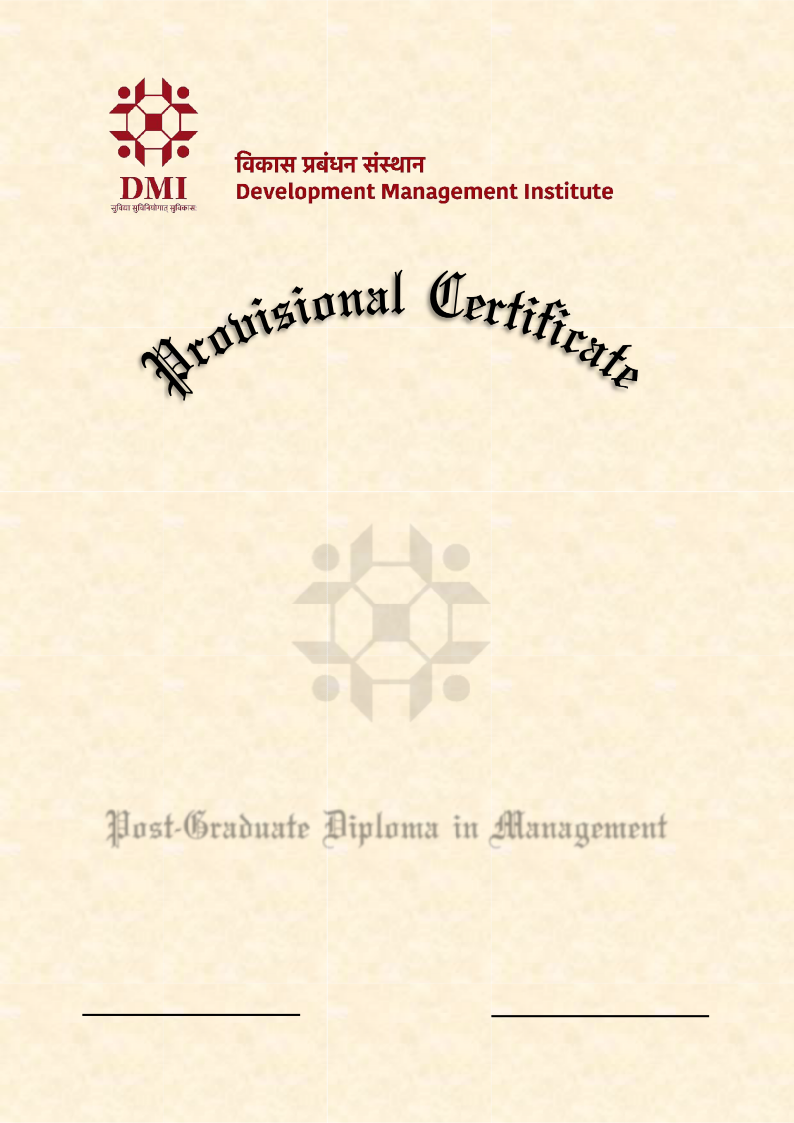 DMI
सुविद्या सुविनियोगात् सुविकासः
विकास प्रबंधन संस्थान
Development Management Institute
Provisional Certificate
Post-Graduate Diploma in Management